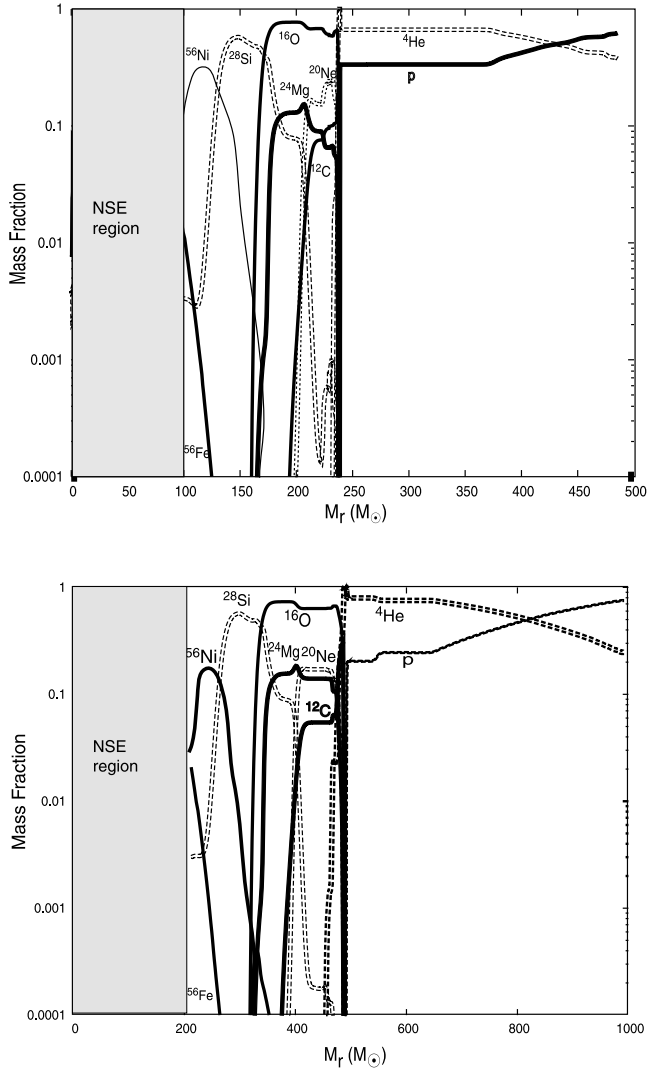 1
0.1
0.01
0.001
0.0001
Mass Fraction
NSE
region
⁵⁶Ni
²⁸Si
¹⁶O
²⁴Mg
²⁰Ne
¹²C
⁵⁶Fe
⁴He
p
0 50 100 150 200 250 300 350 400 450 500
Mᵣ (M☉)
1
0.1
0.01
0.001
0.0001
Mass Fraction
NSE
region
²⁸Si
⁵⁶Ni
¹⁶O
²⁴Mg ²⁰Ne
¹²C
⁵⁶Fe
⁴He
p
0 200 400 600 800 1000
Mᵣ (M☉)